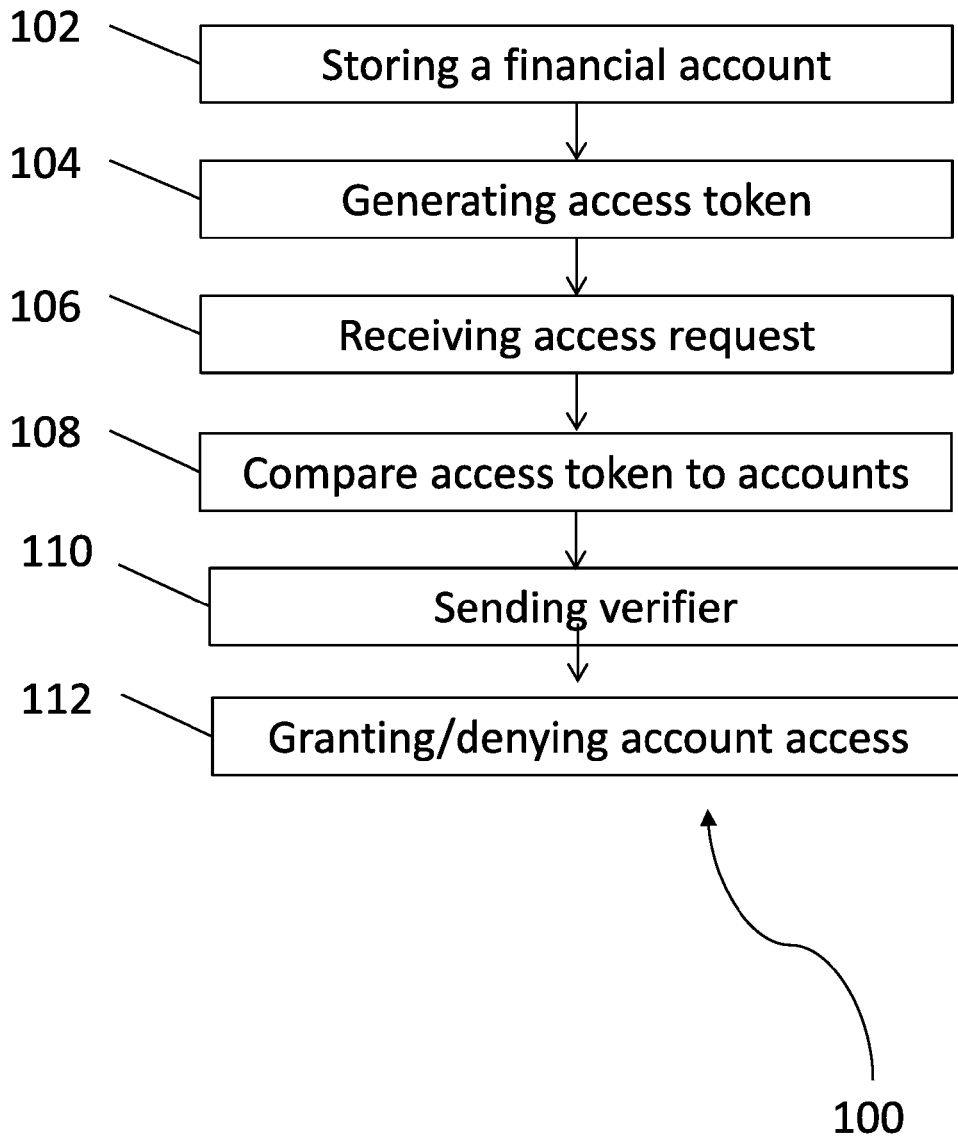 102
Storing a financial account
104
Generating access token
106
Receiving access request
108
Compare access token to accounts
110
Sending verifier
112
Granting/denying account access
100